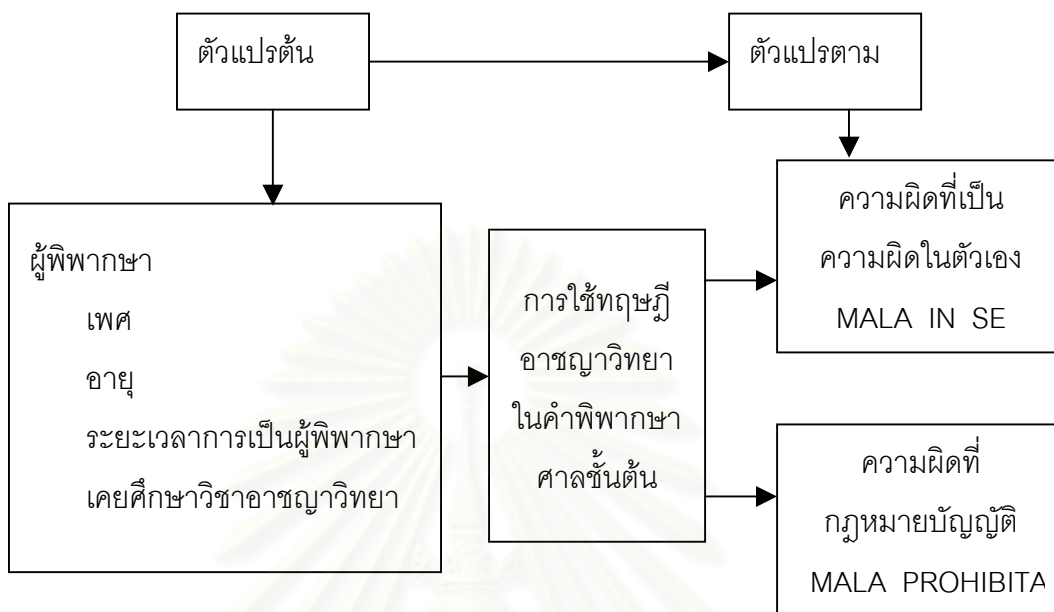 ตัวแปรต้น
ตัวแปรตาม
ผู้พิพากษา
เพศ
อายุ
ระยะเวลาการเป็นผู้พิพากษา
เคยศึกษาวิชาอาชญาวิทยา
การใช้ทฤษฎี
อาชญาวิทยา
ในคำพิพากษา
ศาลชั้นต้น
ความผิดที่เป็น
ความผิดในตัวเอง
MALA IN SE
ความผิดที่
กฎหมายบัญญัติ
MALA PROHIBITA